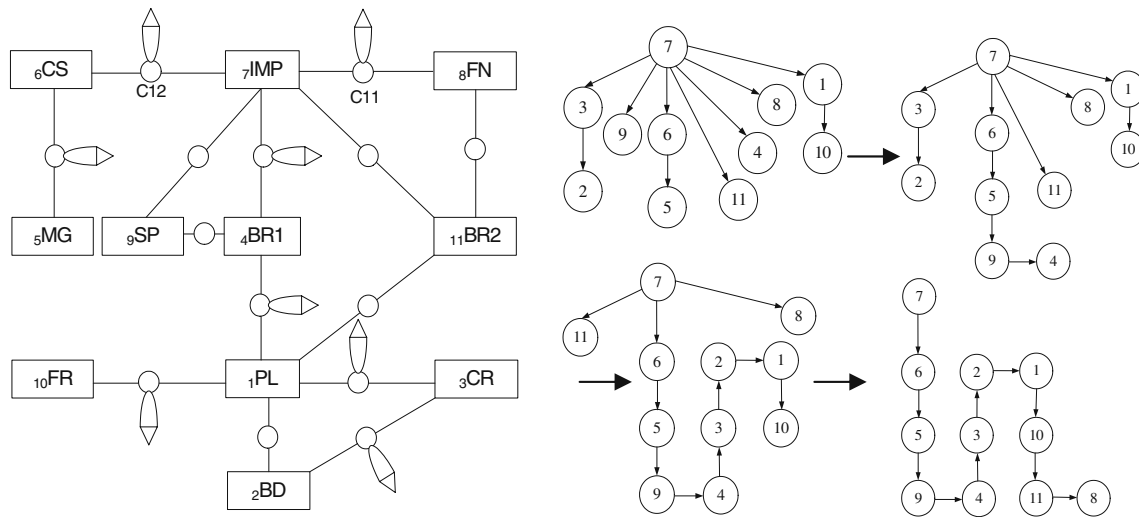 6CS 7IMP 8FN
C12 C11
5MG 9SP 4BR1 11BR2
10FR 1PL 3CR
2BD
7
3 9 6 11 4 8 1
2 5 10
7
3 6 11 8 1
2 5 10
9 4
7
11 6 8
5 2 1
9 4 3 10
7
6 2 1
5 3 10
9 4 11 8